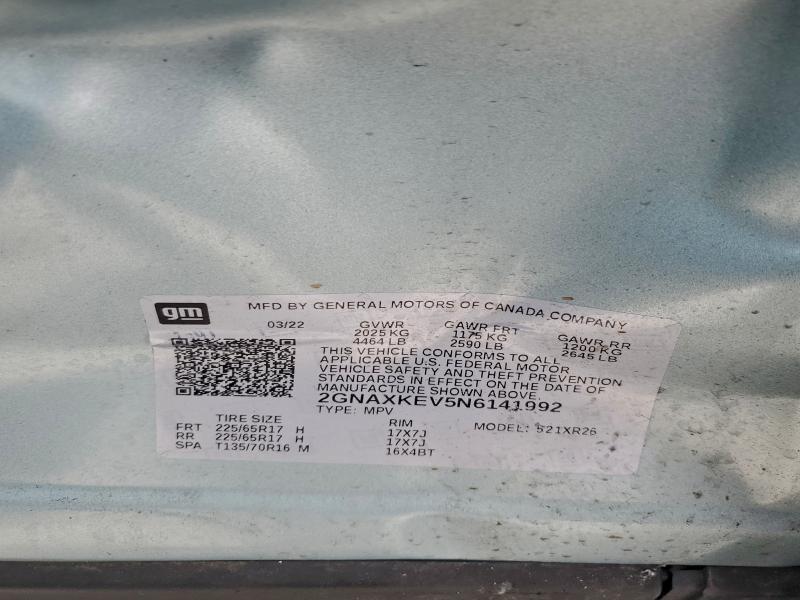 gm
MFD BY GENERAL MOTORS OF CANADA COMPANY
03/22 GVWR GAWR FRT GAWR RR
2025 KG 1175 KG 1200 KG
4464 LB 2590 LB 2645 LB
THIS VEHICLE CONFORMS TO ALL
APPLICABLE U.S. FEDERAL MOTOR
VEHICLE SAFETY AND THEFT PREVENTION
STANDARDS IN EFFECT ON THE DATE OF
MANUFACTURE SHOWN ABOVE.
2GNAXKEV5N6141992
TYPE: MPV MODEL: 521XR26
TIRE SIZE RIM
FRT 225/65R17 H 17X7J
RR 225/65R17 H 17X7J
SPA T135/70R16 M 16X4BT